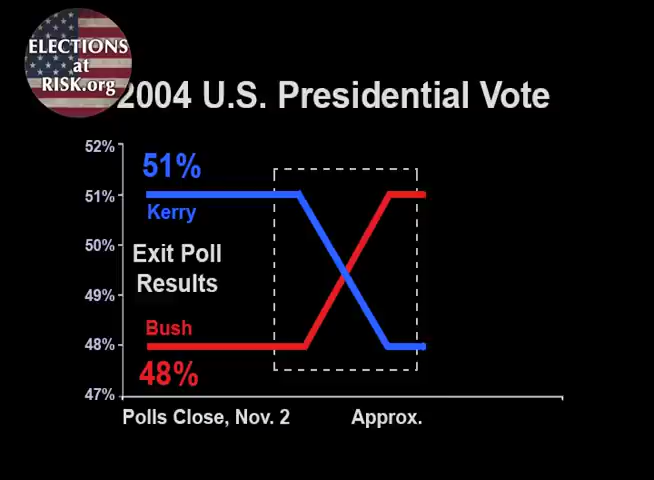 ELECTIONS
at
RISK.org
2004 U.S. Presidential Vote
52%
51%
50%
49%
48%
47%
51%
Kerry
Exit Poll
Results
Bush
48%
Polls Close, Nov. 2
Approx.